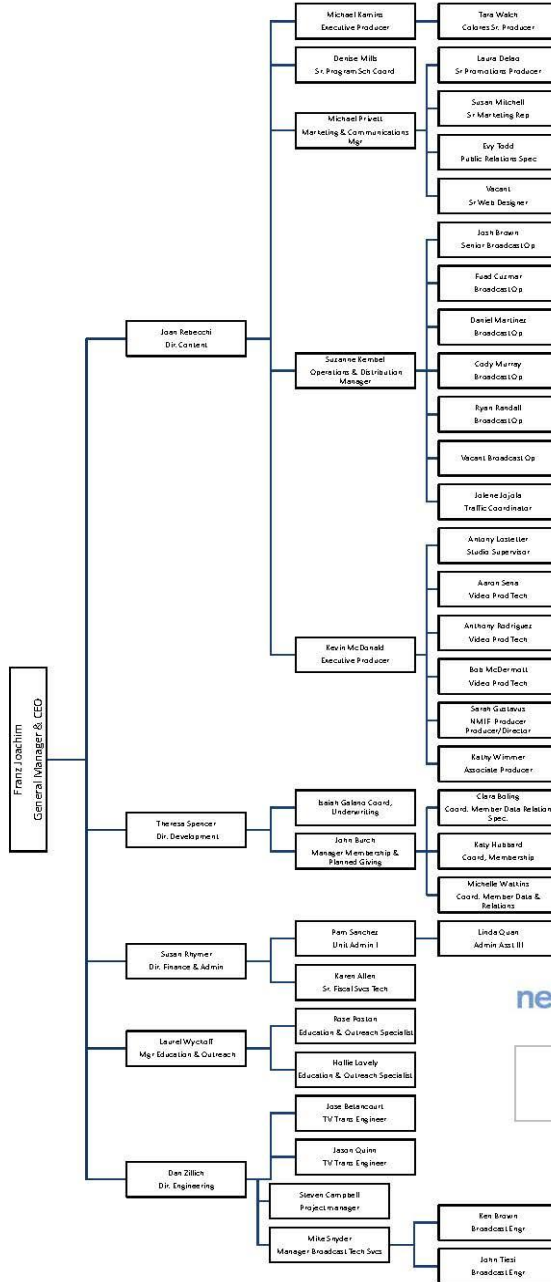 Franz Joachim
General Manager & CEO
Joan Rebecchi
Dir. Content
Michael Kamins
Executive Producer
Tara Walch
Colores Sr. Producer
Denise Mills
Sr. Program Sch Coord
Michael Privett
Marketing & Communications
Mgr
Laura Delao
Sr Promotions Producer
Susan Mitchell
Sr Marketing Rep
Evy Todd
Public Relations Spec
Vacant
Sr Web Designer
Suzanne Kembel
Operations & Distribution
Manager
Josh Brown
Senior Broadcast Op
Fuad Cuzmar
Broadcast Op
Daniel Martinez
Broadcast Op
Cody Murray
Broadcast Op
Ryan Randall
Broadcast Op
Vacant Broadcast Op
Jolene Jojola
Traffic Coordinator
Kevin McDonald
Executive Producer
Antony Lostetter
Studio Supervisor
Aaron Sena
Video Prod Tech
Anthony Rodriguez
Video Prod Tech
Bob McDermott
Video Prod Tech
Sarah Gustavus
NMIF Producer
Producer/Director
Kathy Wimmer
Associate Producer
Theresa Spencer
Dir. Development
Isaiah Galano Coord,
Underwriting
John Burch
Manager Membership &
Planned Giving
Clara Boling
Coord. Member Data Relation
Spec.
Katy Hubbard
Coord, Membership
Michelle Watkins
Coord. Member Data &
Relations
Susan Rhymer
Dir. Finance & Admin
Pam Sanchez
Unit Admin I
Linda Quan
Admin Asst III
Karen Allen
Sr. Fiscal Svcs Tech
Laurel Wyckoff
Mgr Education & Outreach
Rose Poston
Education & Outreach Specialist
Hollie Lovely
Education & Outreach Specialist
ne
Dan Zillich
Dir. Engineering
Jose Betancourt
TV Trans Engineer
Jason Quinn
TV Trans Engineer
Steven Campbell
Project manager
Mike Snyder
Manager Broadcast Tech Svcs
Ken Brown
Broadcast Engr
John Tiesi
Broadcast Engr